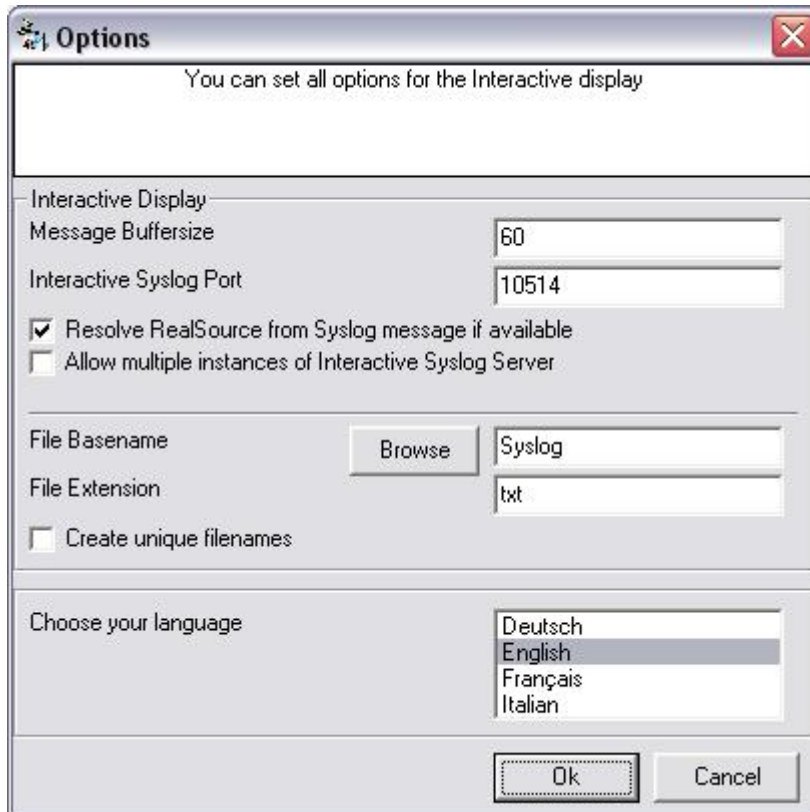 Options
You can set all options for the Interactive display
Interactive Display
Message Buffersize
60
Interactive Syslog Port
10514
Resolve RealSource from Syslog message if available
Allow multiple instances of Interactive Syslog Server
File Basename
Browse
Syslog
File Extension
txt
Create unique filenames
Choose your language
Deutsch
English
Français
Italian
Ok
Cancel